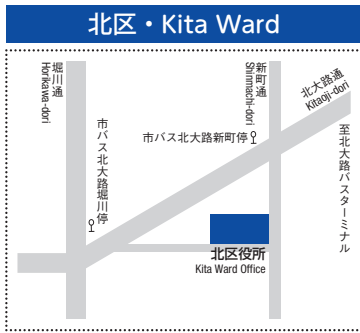 北区・Kita Ward
堀川通
Horikawa-dori
新町通
Shinmachi-dori
北大路通
Kitaoji-dori
市バス北大路堀川停
市バス北大路新町停
至北大路バスターミナル
北区役所
Kita Ward Office